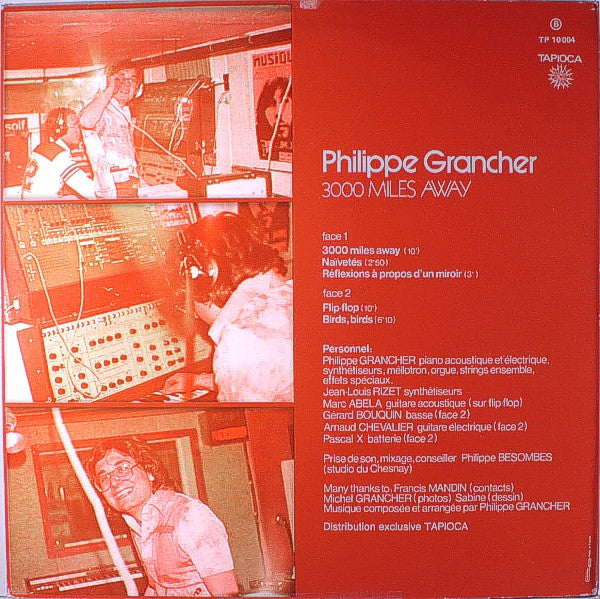 B
TP 10 004
TAPIOCA
MUSIQU
solf
Philippe Grancher
3000 MILES AWAY
face 1
3000 miles away (10')
Naïvetés (2'50)
Réflexions à propos d'un miroir (3')
face 2
Flip-flop (10')
Birds, birds (6'10)
Personnel:
Philippe GRANCHER piano acoustique et électrique,
synthétiseurs, méllotron, orgue, strings ensemble,
effets spéciaux.
Jean-Louis RIZET synthétiseurs
Marc ABELA guitare acoustique (sur flip flop)
Gérard BOUQUIN basse (face 2)
Arnaud CHEVALIER guitare électrique (face 2)
Pascal X batterie (face 2)
Prise de son, mixage, conseiller Philippe BESOMBES
(studio du Chesnay)
Many thanks to, Francis MANDIN (contacts)
Michel GRANCHER (photos) Sabine (dessin)
Musique composée et arrangée par Philippe GRANCHER
Distribution exclusive TAPIOCA